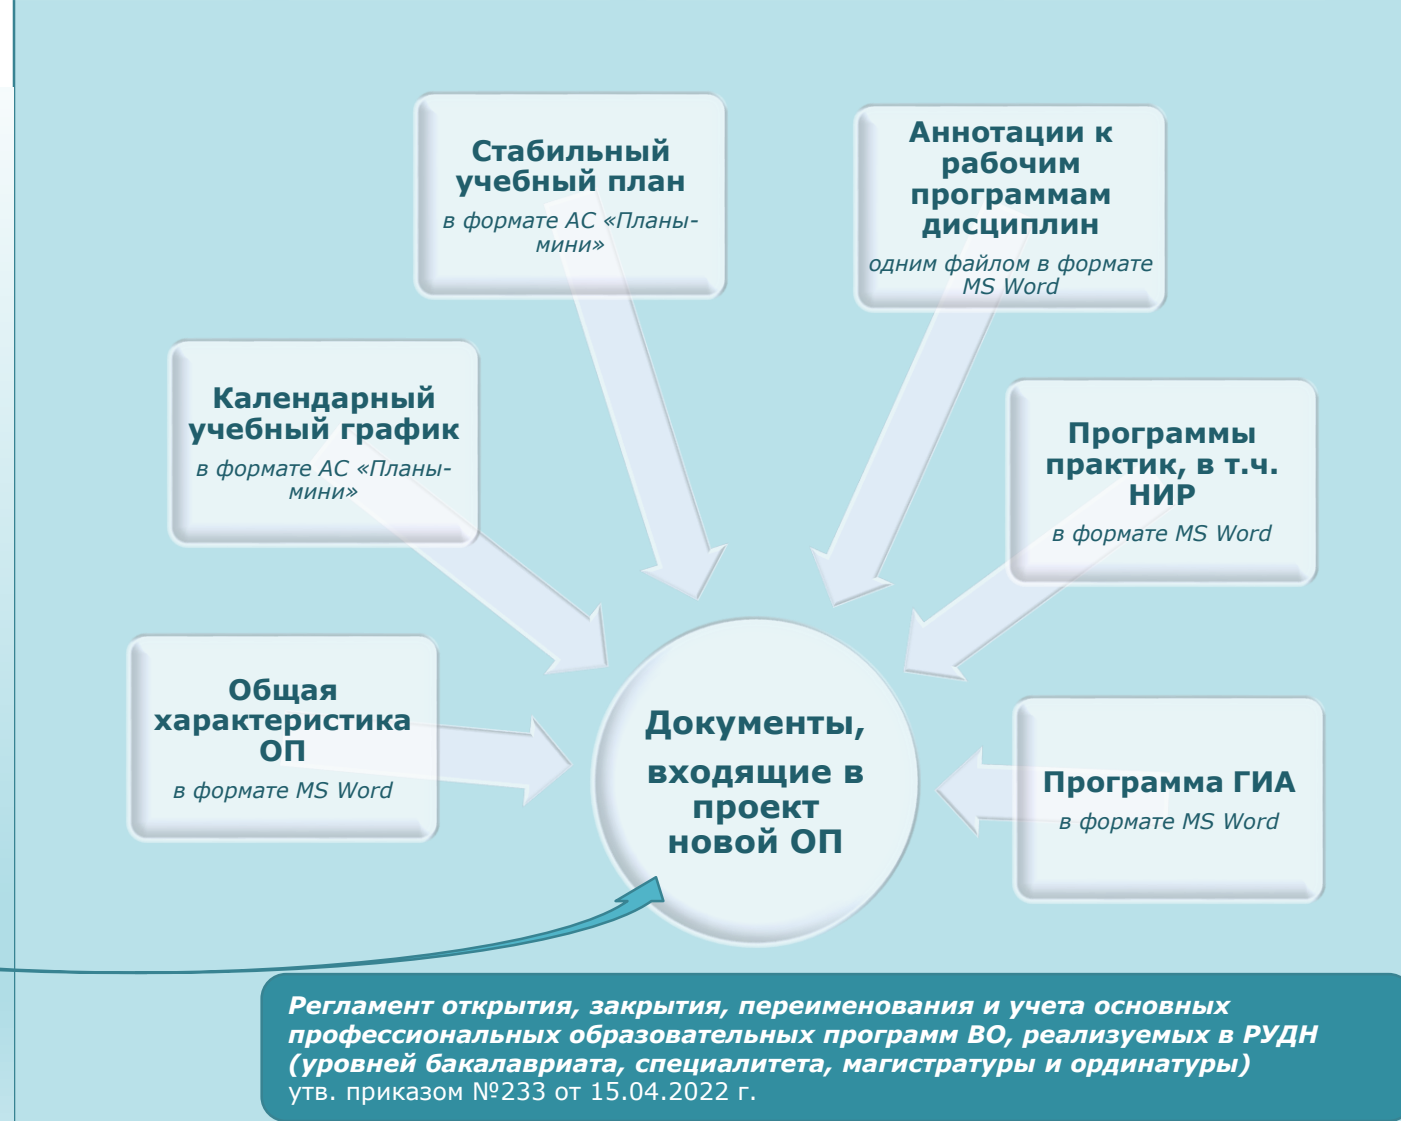 Стабильный
учебный план
в формате АС «Планы-
мини»
Аннотации к
рабочим
программам
дисциплин
одним файлом в формате
MS Word
Календарный
учебный график
в формате АС «Планы-
мини»
Программы
практик, в т.ч.
НИР
в формате MS Word
Общая
характеристика
ОП
в формате MS Word
Документы,
входящие в
проект
новой ОП
Программа ГИА
в формате MS Word
Регламент открытия, закрытия, переименования и учета основных
профессиональных образовательных программ ВО, реализуемых в РУДН
(уровней бакалавриата, специалитета, магистратуры и ординатуры)
утв. приказом №233 от 15.04.2022 г.